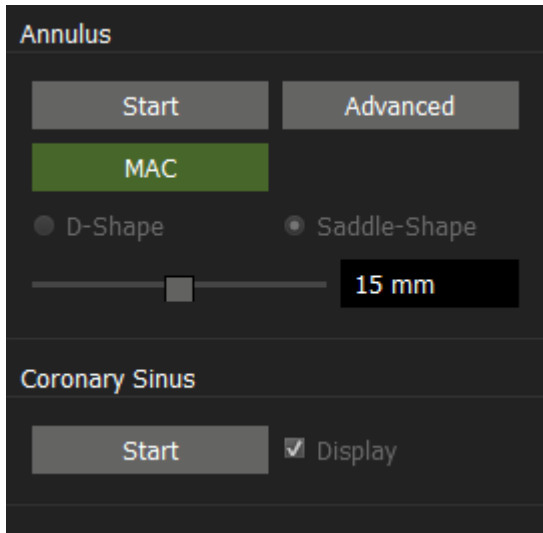 Annulus
Start Advanced
MAC
D-Shape Saddle-Shape
15 mm
Coronary Sinus
Start Display